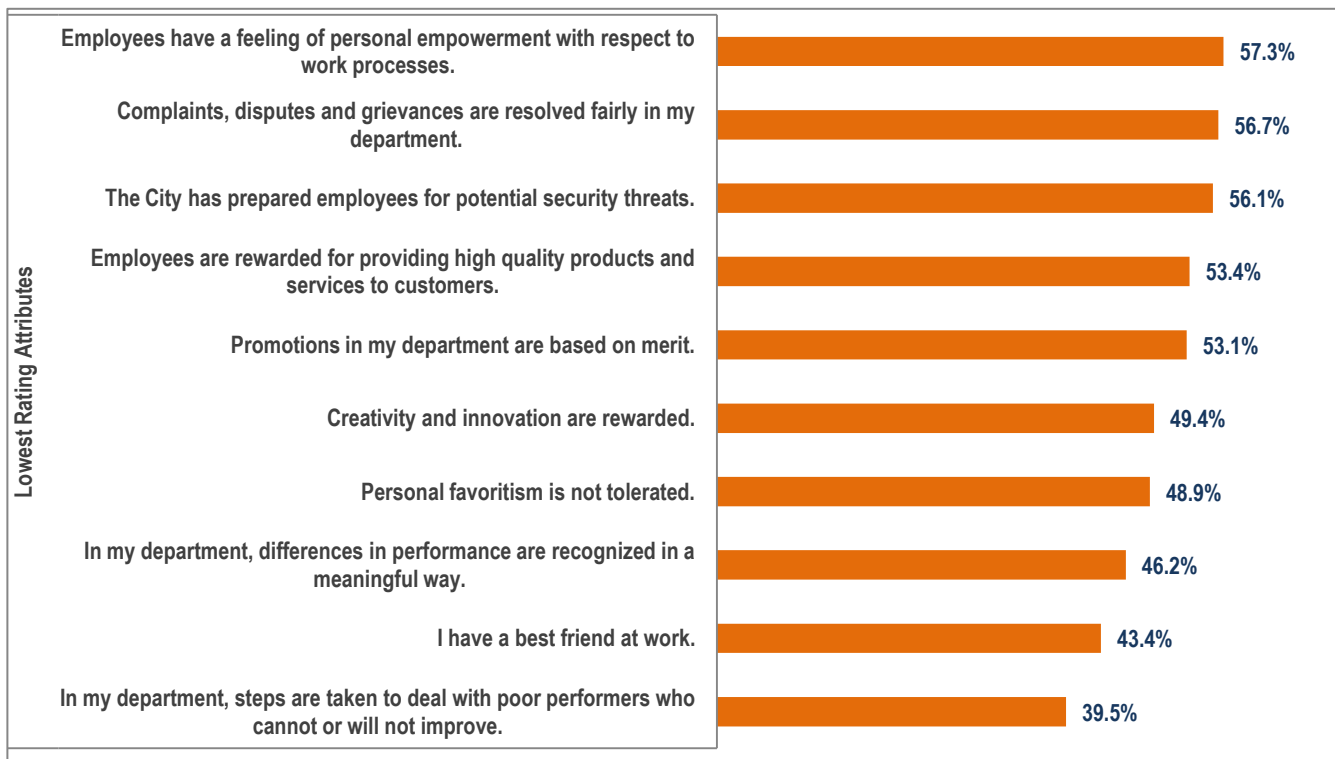 Lowest Rating Attributes
Employees have a feeling of personal empowerment with respect to
work processes.
57.3%
Complaints, disputes and grievances are resolved fairly in my
department.
56.7%
The City has prepared employees for potential security threats.
56.1%
Employees are rewarded for providing high quality products and
services to customers.
53.4%
Promotions in my department are based on merit.
53.1%
Creativity and innovation are rewarded.
49.4%
Personal favoritism is not tolerated.
48.9%
In my department, differences in performance are recognized in a
meaningful way.
46.2%
I have a best friend at work.
43.4%
In my department, steps are taken to deal with poor performers who
cannot or will not improve.
39.5%